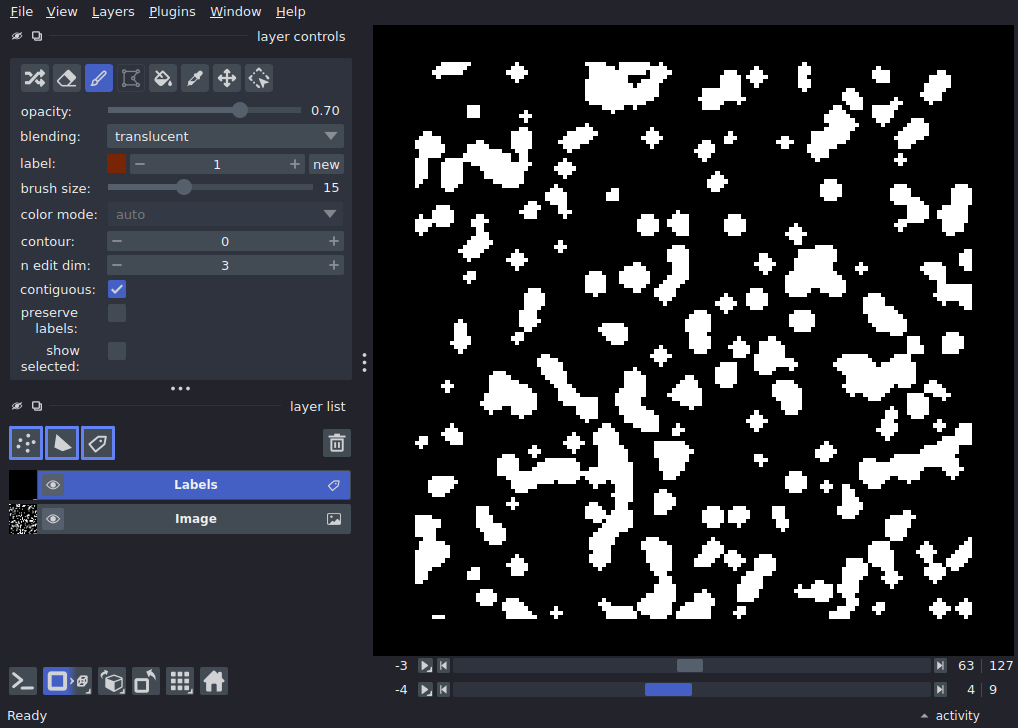 File View Layers Plugins Window Help
layer controls
opacity: 0.70
blending: translucent
label: 1 new
brush size: 15
color mode: auto
contour: 0
n edit dim: 3
contiguous:
preserve
labels:
show
selected:
layer list
Labels
Image
-3 63 127
-4 4 9
Ready activity